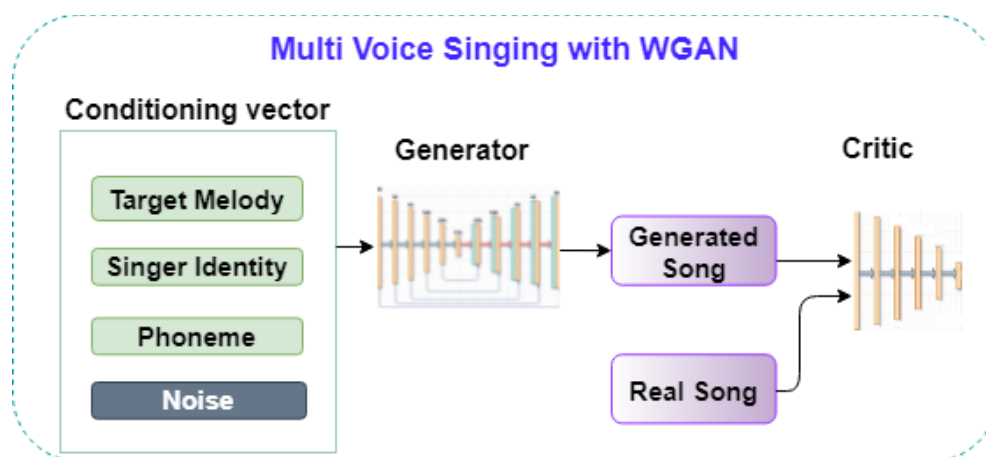 Multi Voice Singing with WGAN
Conditioning vector
Target Melody
Singer Identity
Phoneme
Noise
Generator
Generated
Song
Real Song
Critic